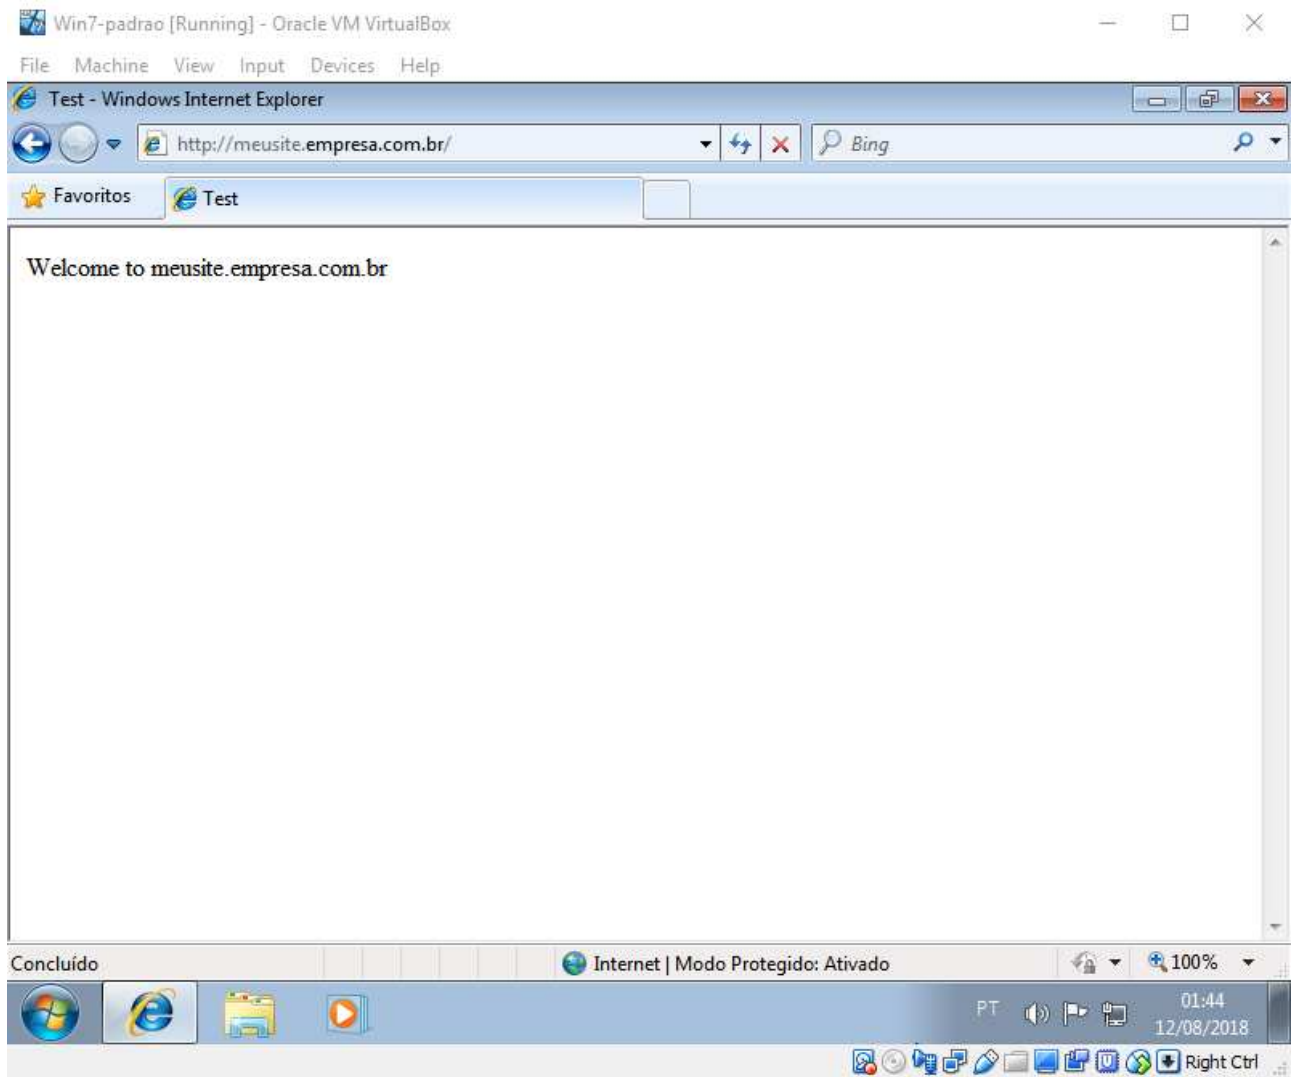 Win7-padrao [Running] - Oracle VM VirtualBox
File Machine View Input Devices Help
Test - Windows Internet Explorer
http://meusite.empresa.com.br/ Bing
Favoritos Test
Welcome to meusite.empresa.com.br
Concluído Internet | Modo Protegido: Ativado 100%
PT 01:44
12/08/2018
Right Ctrl